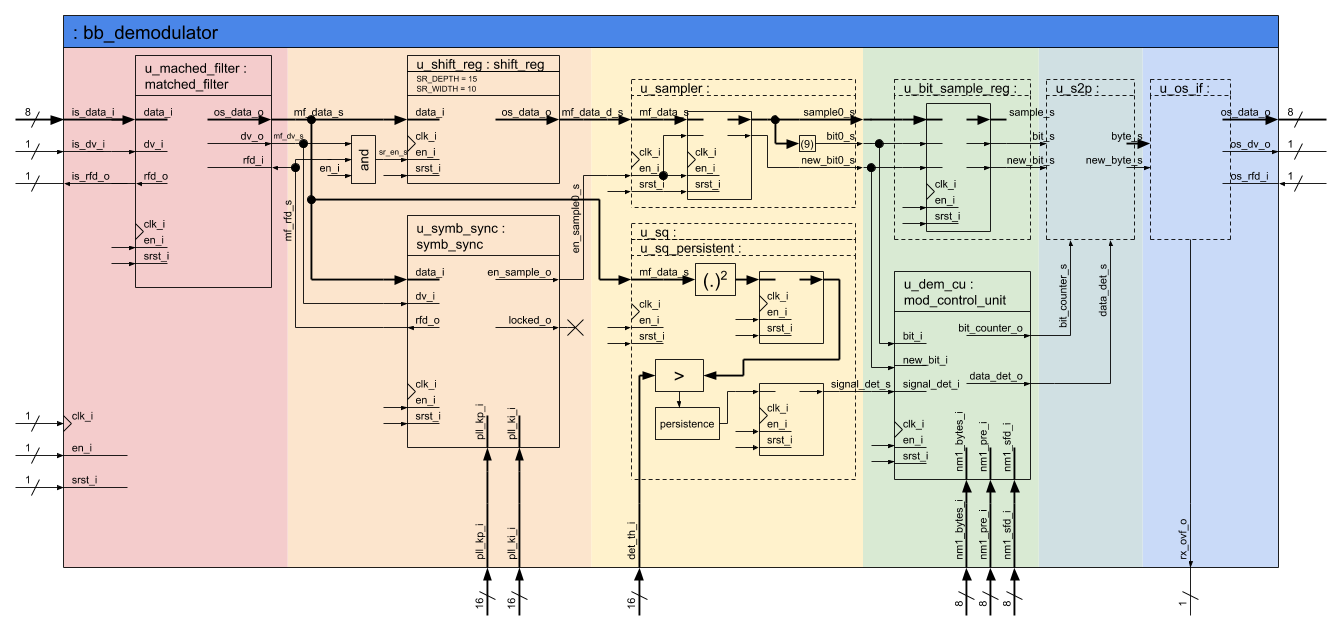 : bb_demodulator
8
is_data_i
1
is_dv_i
1
is_rfd_o
1
clk_i
1
en_i
1
srst_i
u_mached_filter :
matched_filter
data_i
os_data_o
dv_i
dv_o
rfd_o
rfd_i
clk_i
en_i
srst_i
mf_data_s
mf_dv_s
mf_rfd_s
en_i
and
sr_en_s
u_shift_reg : shift_reg
SR_DEPTH = 15
SR_WIDTH = 10
data_i
os_data_o
clk_i
en_i
srst_i
mf_data_d_s
u_symb_sync :
symb_sync
data_i
en_sample_o
dv_i
rfd_o
locked_o
clk_i
en_i
srst_i
pll_kp_i
pll_ki_i
pll_kp_i
pll_ki_i
16
16
en_sample0_s
u_sampler :
mf_data_s
clk_i
en_i
srst_i
clk_i
en_i
srst_i
(9)
sample0_s
bit0_s
new_bit0_s
u_sq :
u_sq_persistent :
mf_data_s
(.)²
clk_i
en_i
srst_i
clk_i
en_i
srst_i
>
persistence
clk_i
en_i
srst_i
signal_det_s
det_th_i
16
u_bit_sample_reg :
clk_i
en_i
srst_i
sample_s
bit_s
new_bit_s
u_dem_cu :
mod_control_unit
bit_counter_o
bit_i
new_bit_i
data_det_o
signal_det_i
clk_i
en_i
srst_i
nm1_bytes_i
nm1_pre_i
nm1_sfd_i
nm1_bytes_i
nm1_pre_i
nm1_sfd_i
8
8
8
u_s2p :
byte_s
new_byte_s
bit_counter_s
data_det_s
u_os_if :
os_data_o
8
os_dv_o
1
os_rfd_i
1
rx_ovf_o
1